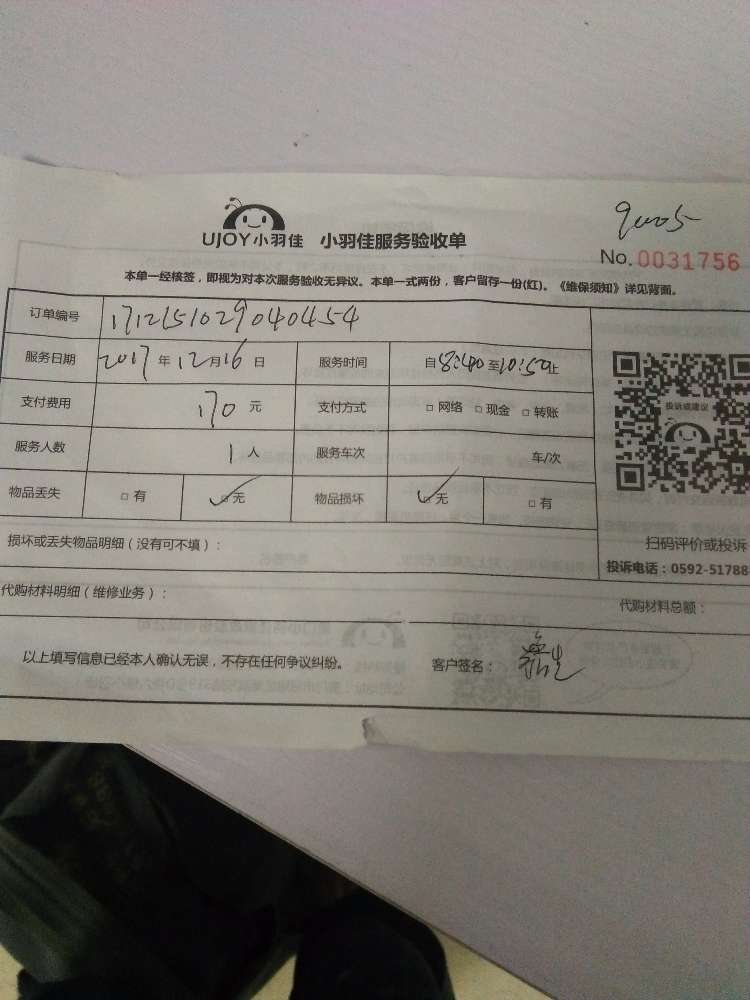 UJOY小羽佳 小羽佳服务验收单
No.0031756
本单一经核签，即视为对本次服务验收无异议。本单一式两份，客户留存一份(红)。《维保须知》详见背面。
订单编号 1712151029040454
服务日期 2017年12月16日 服务时间 自8:40至10:50止
支付费用 170元 支付方式 □网络 □现金 □转账
服务人数 1人 服务车次 车/次
物品丢失 □有 ✓□无 物品损坏 ✓□无 □有
投诉或建议
扫码评价或投诉
投诉电话：0592-51788
损坏或丢失物品明细（没有可不填）：
代购材料明细（维修业务）： 代购材料总额：
以上填写信息已经本人确认无误，不存在任何争议纠纷。 客户签名：